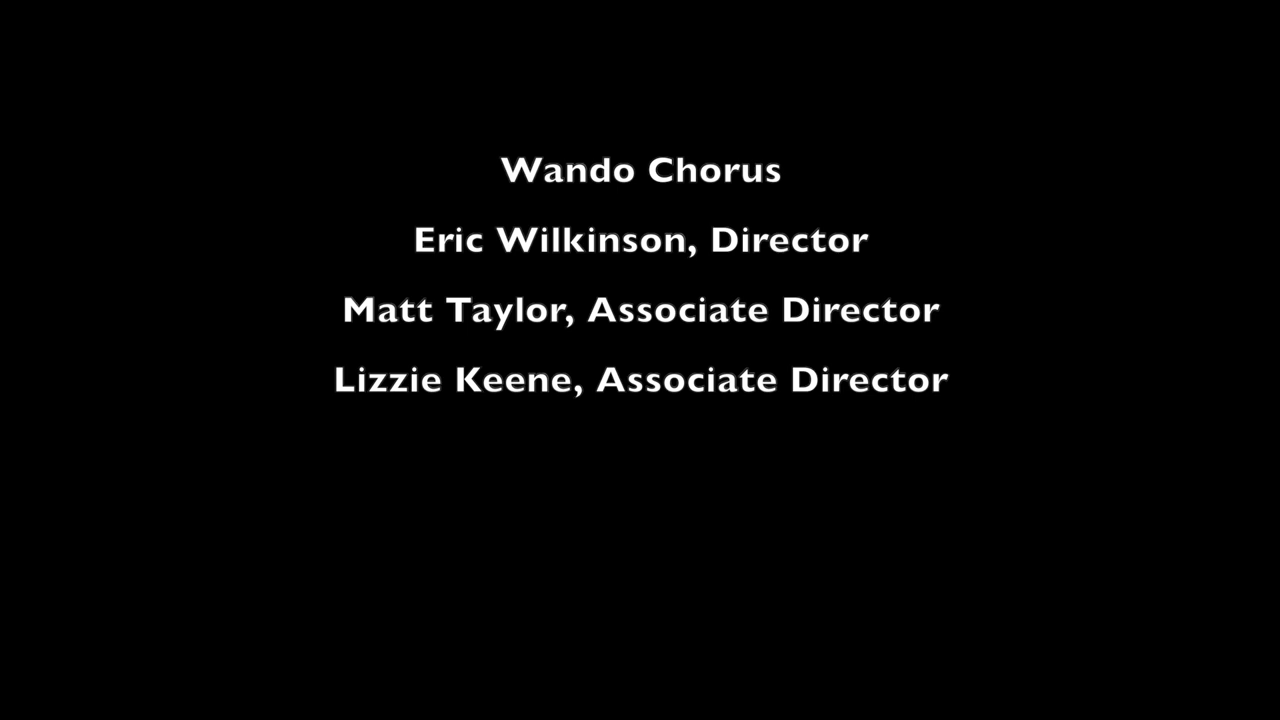 Wando Chorus
Eric Wilkinson, Director
Matt Taylor, Associate Director
Lizzie Keene, Associate Director